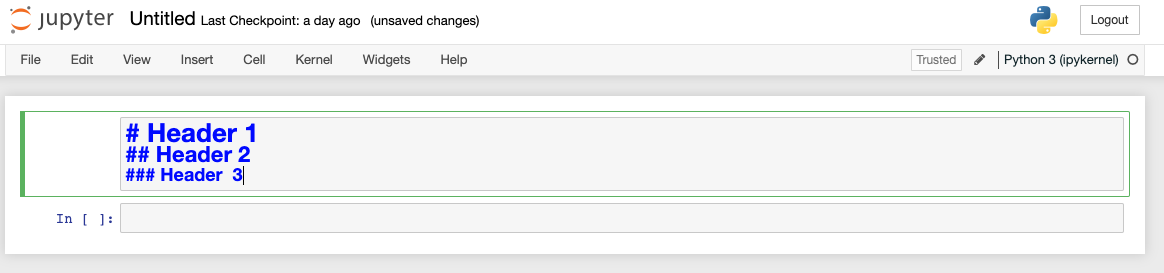 jupyter Untitled Last Checkpoint: a day ago (unsaved changes) Logout
File Edit View Insert Cell Kernel Widgets Help Trusted Python 3 (ipykernel)
# Header 1
## Header 2
### Header  3
In [ ]: